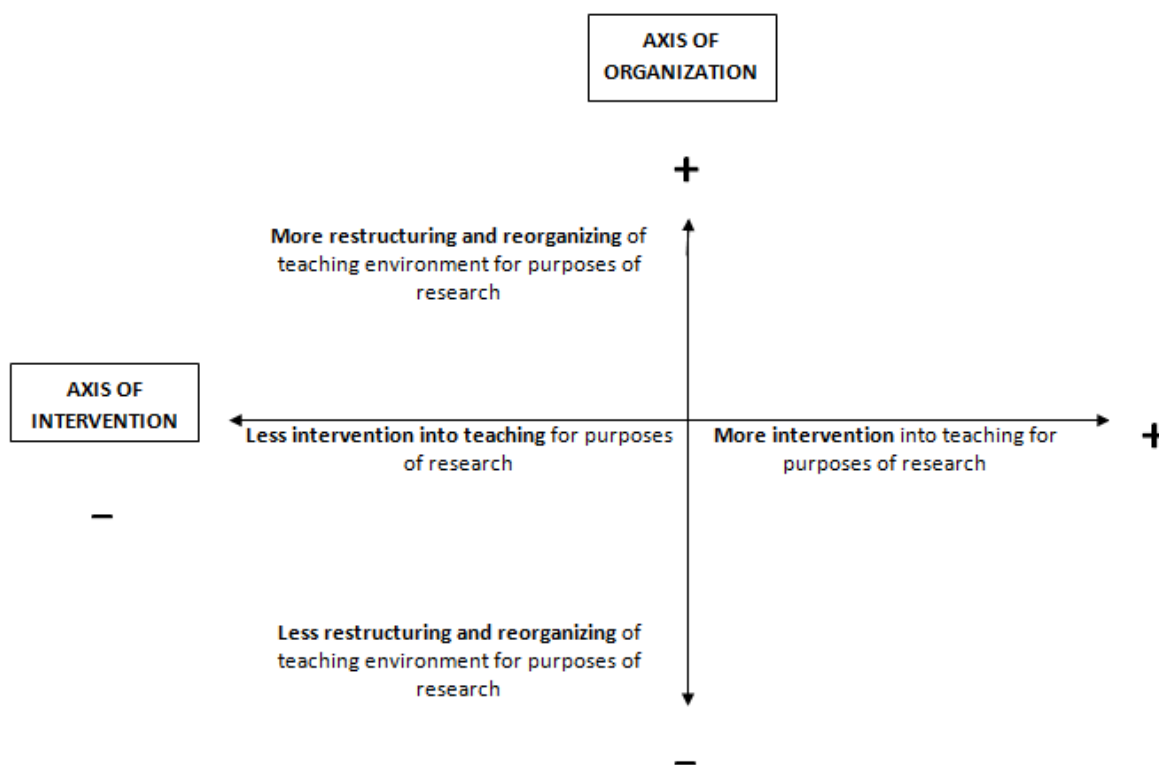 AXIS OF
ORGANIZATION
+
More restructuring and reorganizing of
teaching environment for purposes of
research
AXIS OF
INTERVENTION
Less intervention into teaching for purposes
of research
More intervention into teaching for
purposes of research
+
–
Less restructuring and reorganizing of
teaching environment for purposes of
research
–